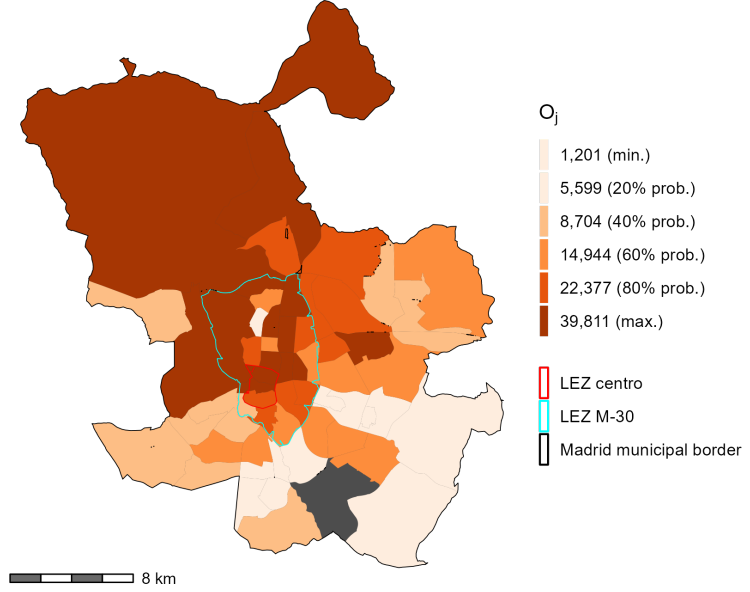 Oj
1,201 (min.)
5,599 (20% prob.)
8,704 (40% prob.)
14,944 (60% prob.)
22,377 (80% prob.)
39,811 (max.)
LEZ centro
LEZ M-30
Madrid municipal border
8 km